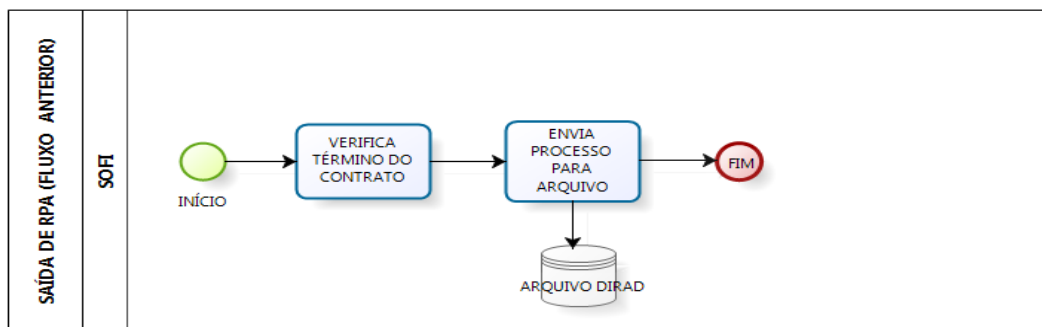 SAÍDA DE RPA (FLUXO ANTERIOR)
SOFI
INÍCIO
VERIFICA
TÉRMINO DO
CONTRATO
ENVIA
PROCESSO
PARA
ARQUIVO
FIM
ARQUIVO DIRAD